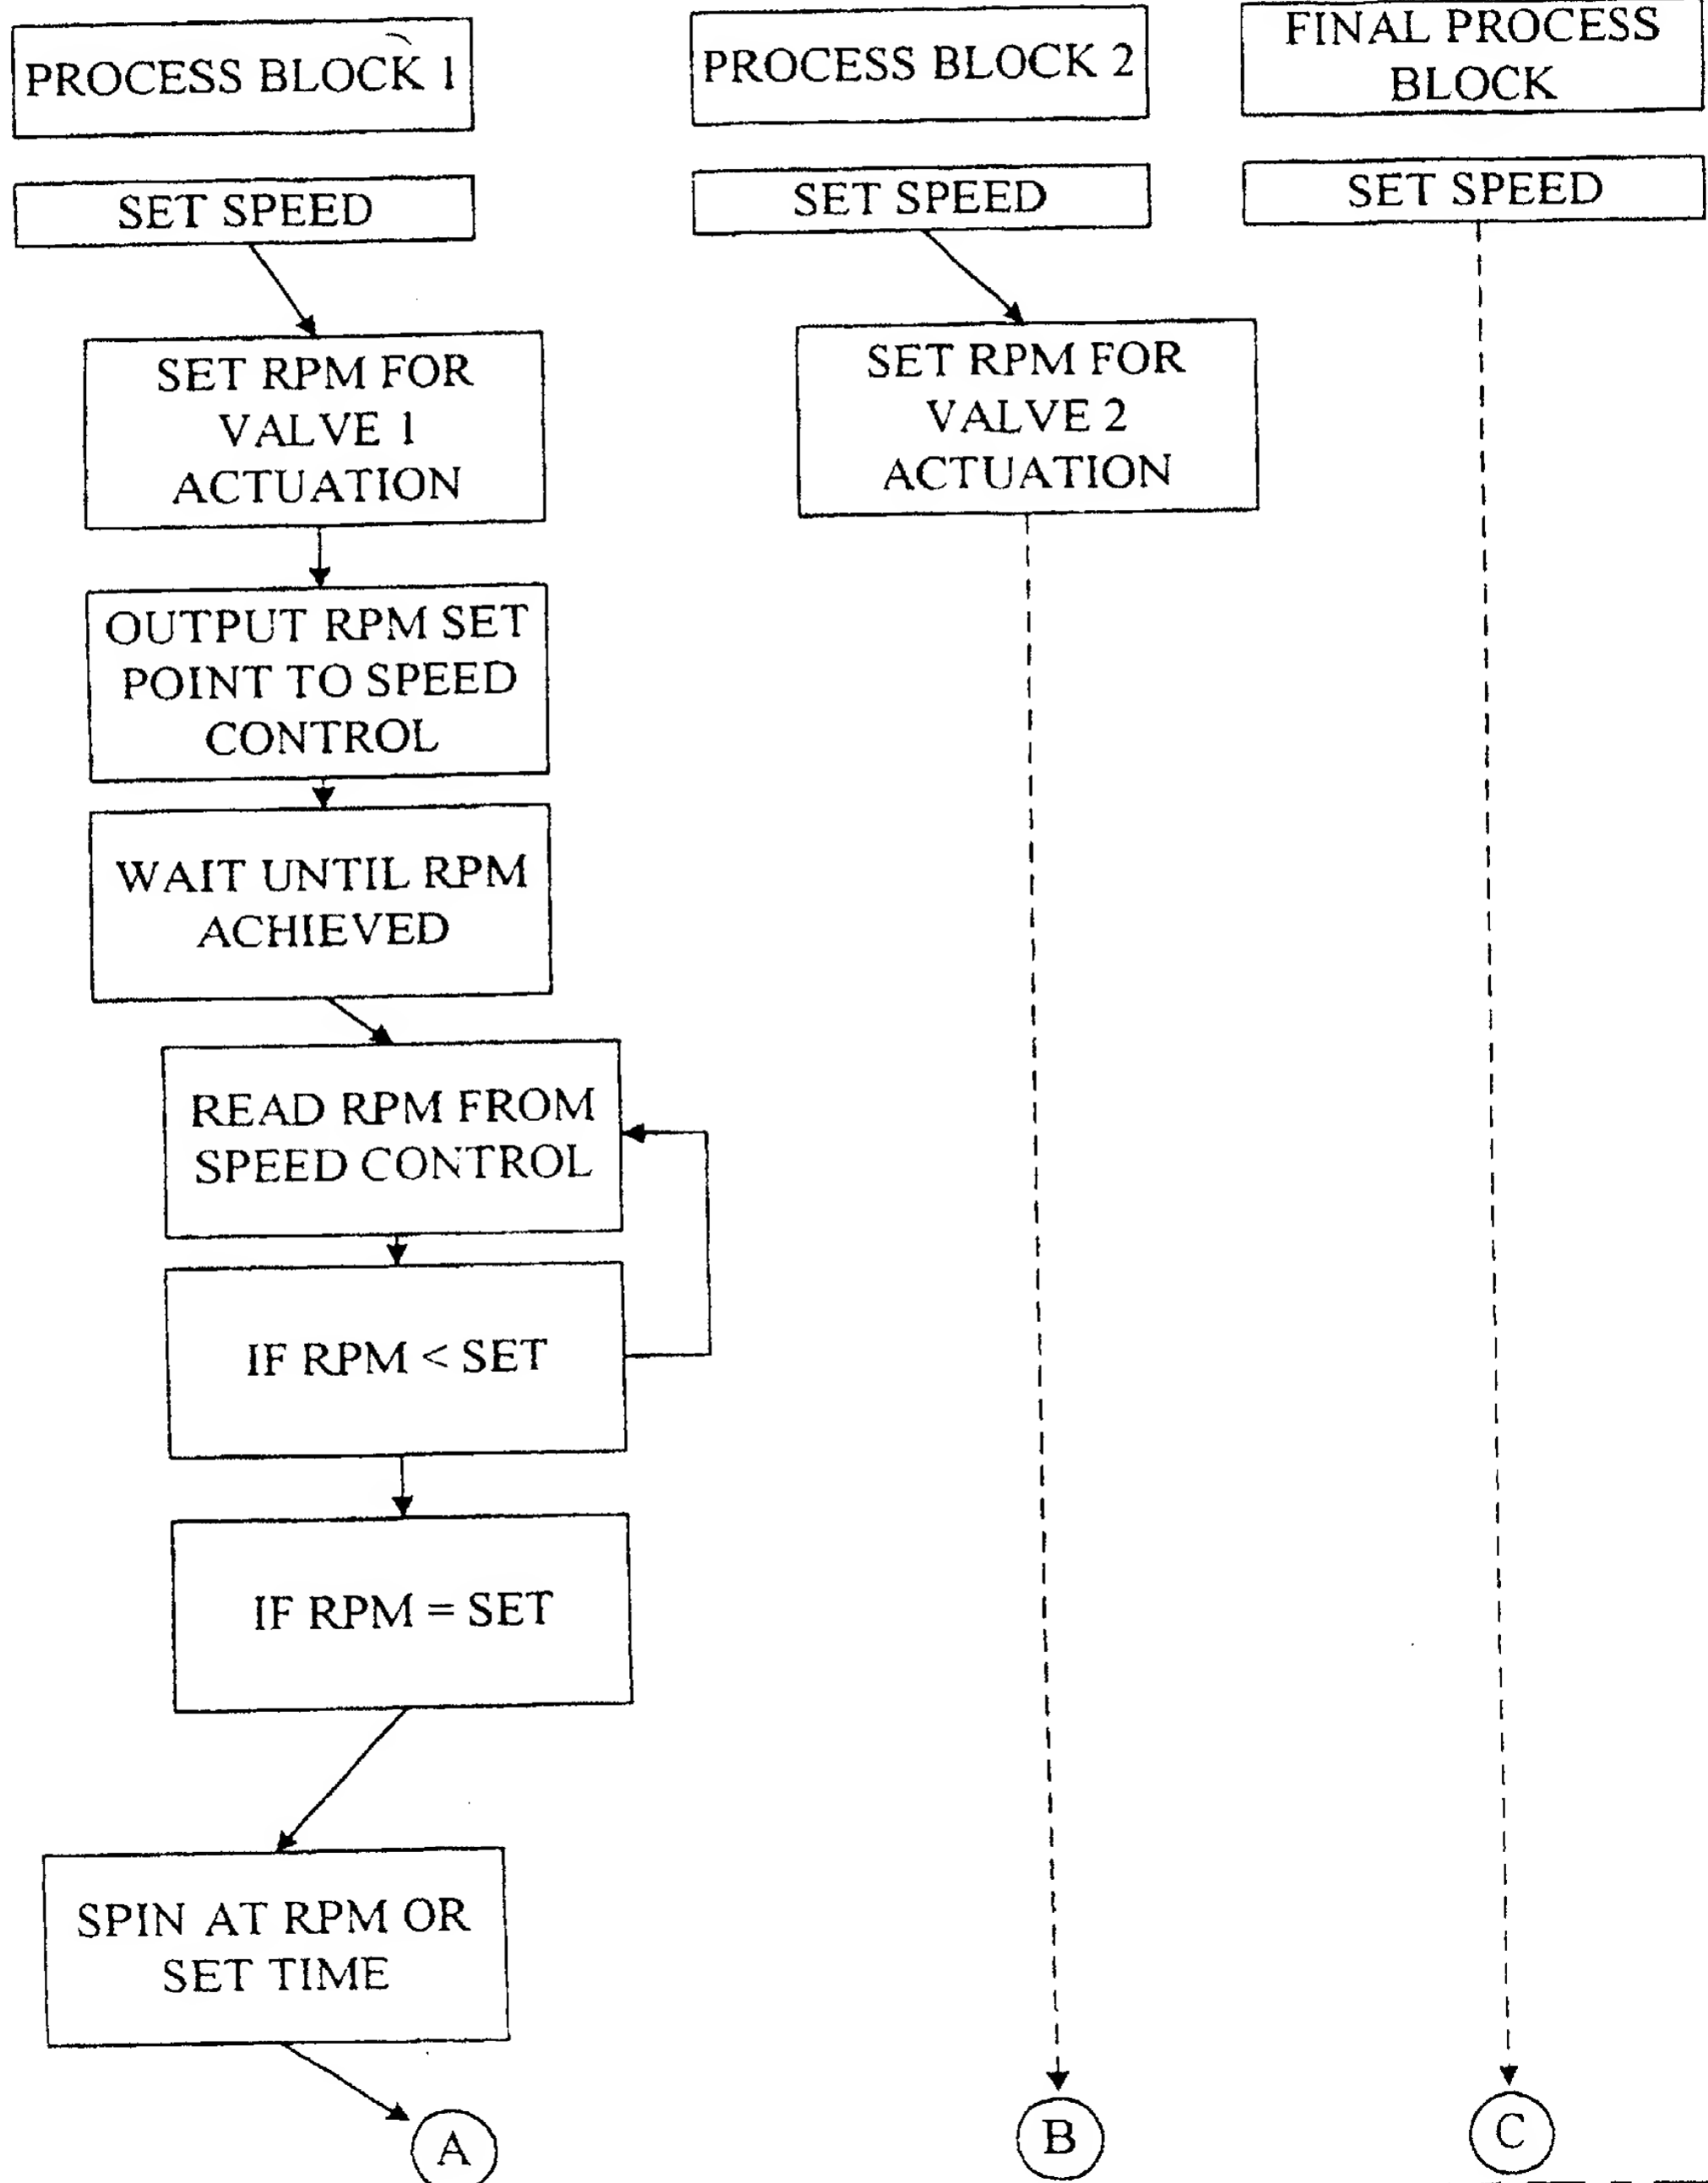 PROCESS BLOCK 1
SET SPEED
SET RPM FOR
VALVE 1
ACTUATION
OUTPUT RPM SET
POINT TO SPEED
CONTROL
WAIT UNTIL RPM
ACHIEVED
READ RPM FROM
SPEED CONTROL
IF RPM < SET
IF RPM = SET
SPIN AT RPM OR
SET TIME
A
PROCESS BLOCK 2
SET SPEED
SET RPM FOR
VALVE 2
ACTUATION
B
FINAL PROCESS
BLOCK
SET SPEED
C